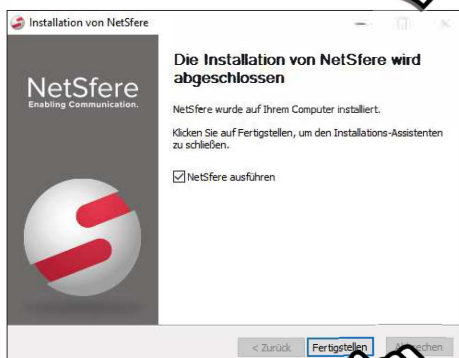 Installation von NetSfere
Die Installation von NetSfere wird
abgeschlossen
NetSfere
Enabling Communication.
NetSfere wurde auf Ihrem Computer installiert.
Klicken Sie auf Fertigstellen, um den Installations-Assistenten
zu schließen.
NetSfere ausführen
< Zurück Fertigstellen